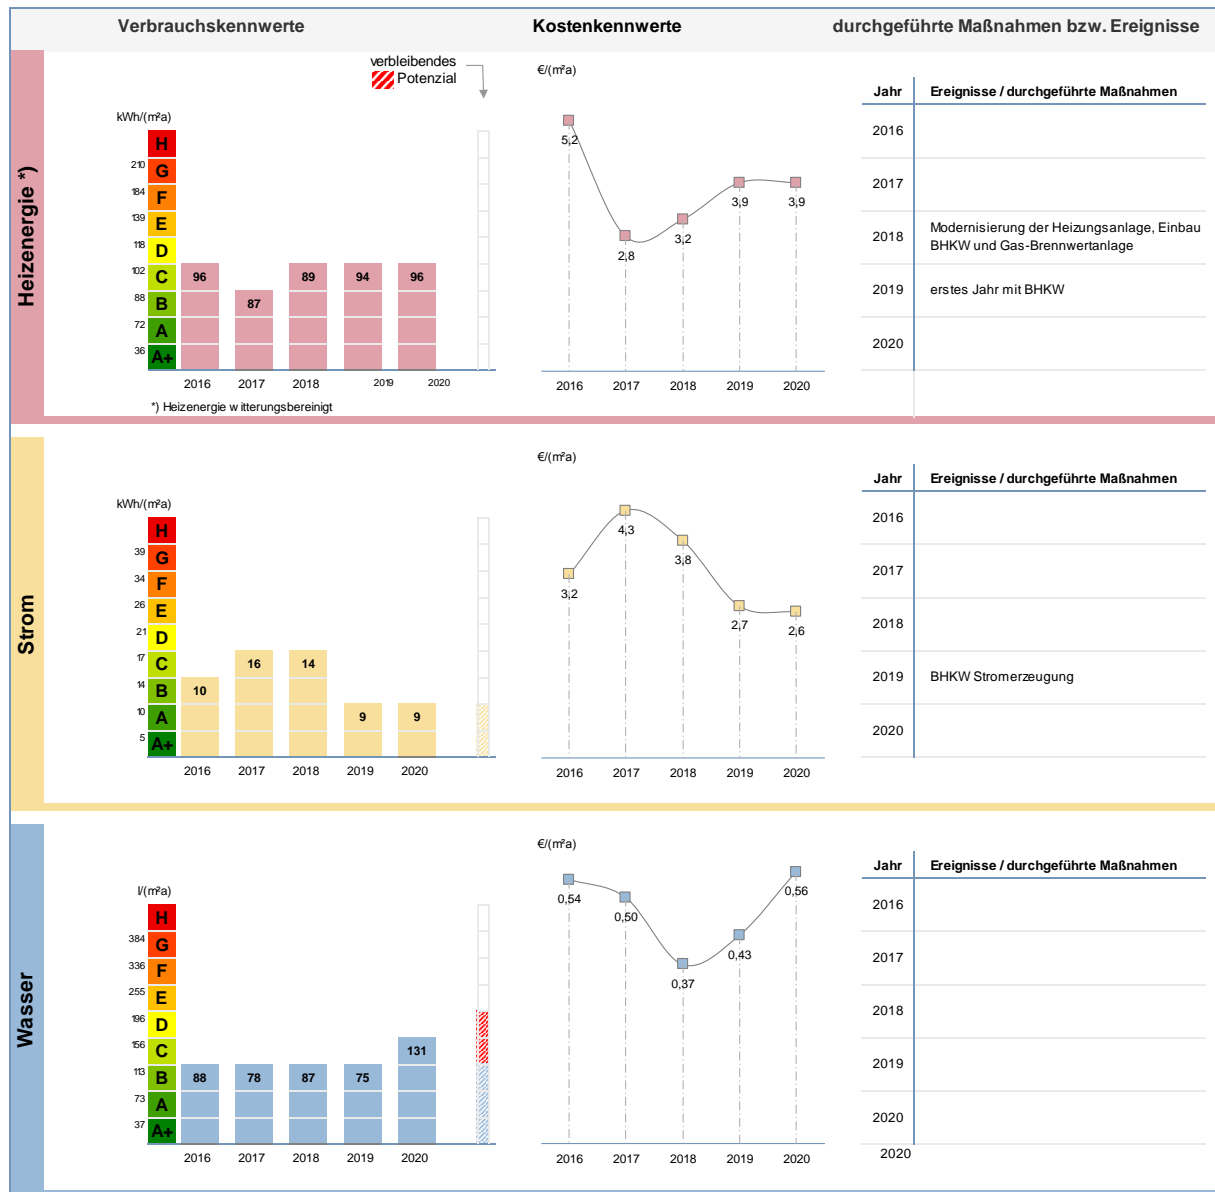 Verbrauchskennwerte
Kostenkennwerte
durchgeführte Maßnahmen bzw. Ereignisse
Heizenergie *)
verbleibendes
Potenzial
kWh/(m²a)
H
210
G
184
F
139
E
118
D
102
C
88
B
72
A
36
A+
96
87
89
94
96
2016
2017
2018
2019
2020
*) Heizenergie witterungsbereinigt
€/(m²a)
5,2
2,8
3,2
3,9
3,9
2016
2017
2018
2019
2020
Jahr Ereignisse / durchgeführte Maßnahmen
2016
2017
2018 Modernisierung der Heizungsanlage, Einbau
BHKW und Gas-Brennwertanlage
2019 erstes Jahr mit BHKW
2020
Strom
kWh/(m²a)
H
39
G
34
F
26
E
21
D
17
C
14
B
10
A
5
A+
10
16
14
9
9
2016
2017
2018
2019
2020
€/(m²a)
3,2
4,3
3,8
2,7
2,6
2016
2017
2018
2019
2020
Jahr Ereignisse / durchgeführte Maßnahmen
2016
2017
2018
2019 BHKW Stromerzeugung
2020
Wasser
l/(m²a)
H
384
G
336
F
255
E
196
D
156
C
113
B
73
A
37
A+
88
78
87
75
131
2016
2017
2018
2019
2020
€/(m²a)
0,54
0,50
0,37
0,43
0,56
2016
2017
2018
2019
2020
Jahr Ereignisse / durchgeführte Maßnahmen
2016
2017
2018
2019
2020
2020